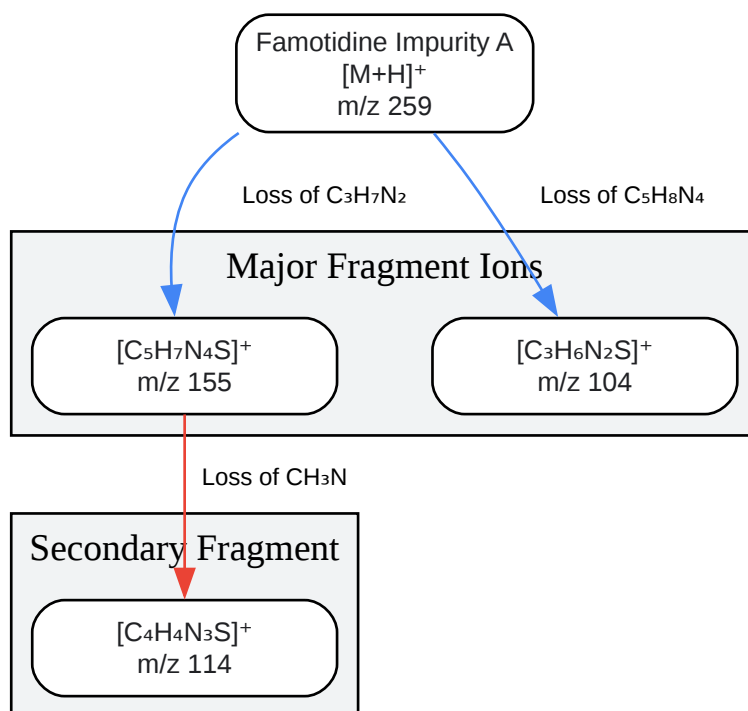 Famotidine Impurity A
[M+H]⁺
m/z 259
Loss of C₃H₇N₂
Loss of C₅H₈N₄
Major Fragment Ions
[C₅H₇N₄S]⁺
m/z 155
[C₃H₆N₂S]⁺
m/z 104
Loss of CH₃N
Secondary Fragment
[C₄H₄N₃S]⁺
m/z 114